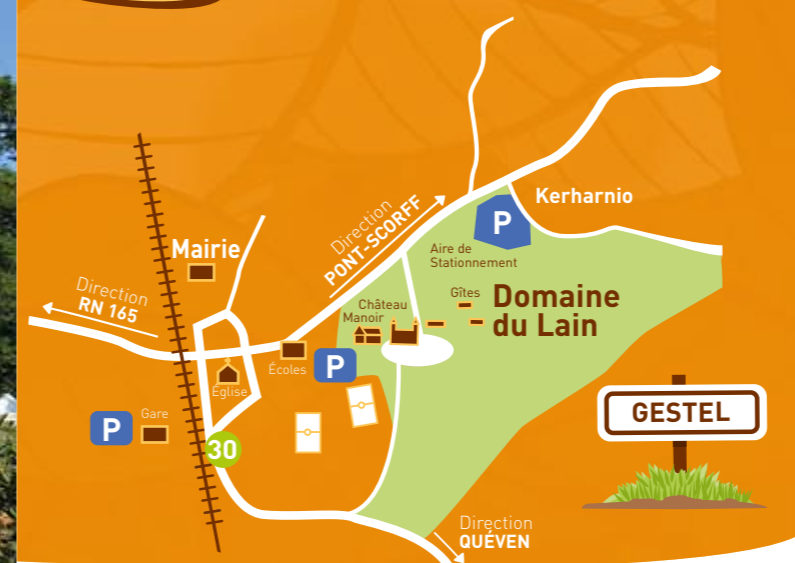 Kerharnio
P
Direction
PONT-SCORFF
Aire de
Stationnement
Mairie
Direction
RN 165
Gîtes
Domaine
du Lain
Château
Manoir
Écoles
P
Église
Gare
P
30
GESTEL
Direction
QUÉVEN